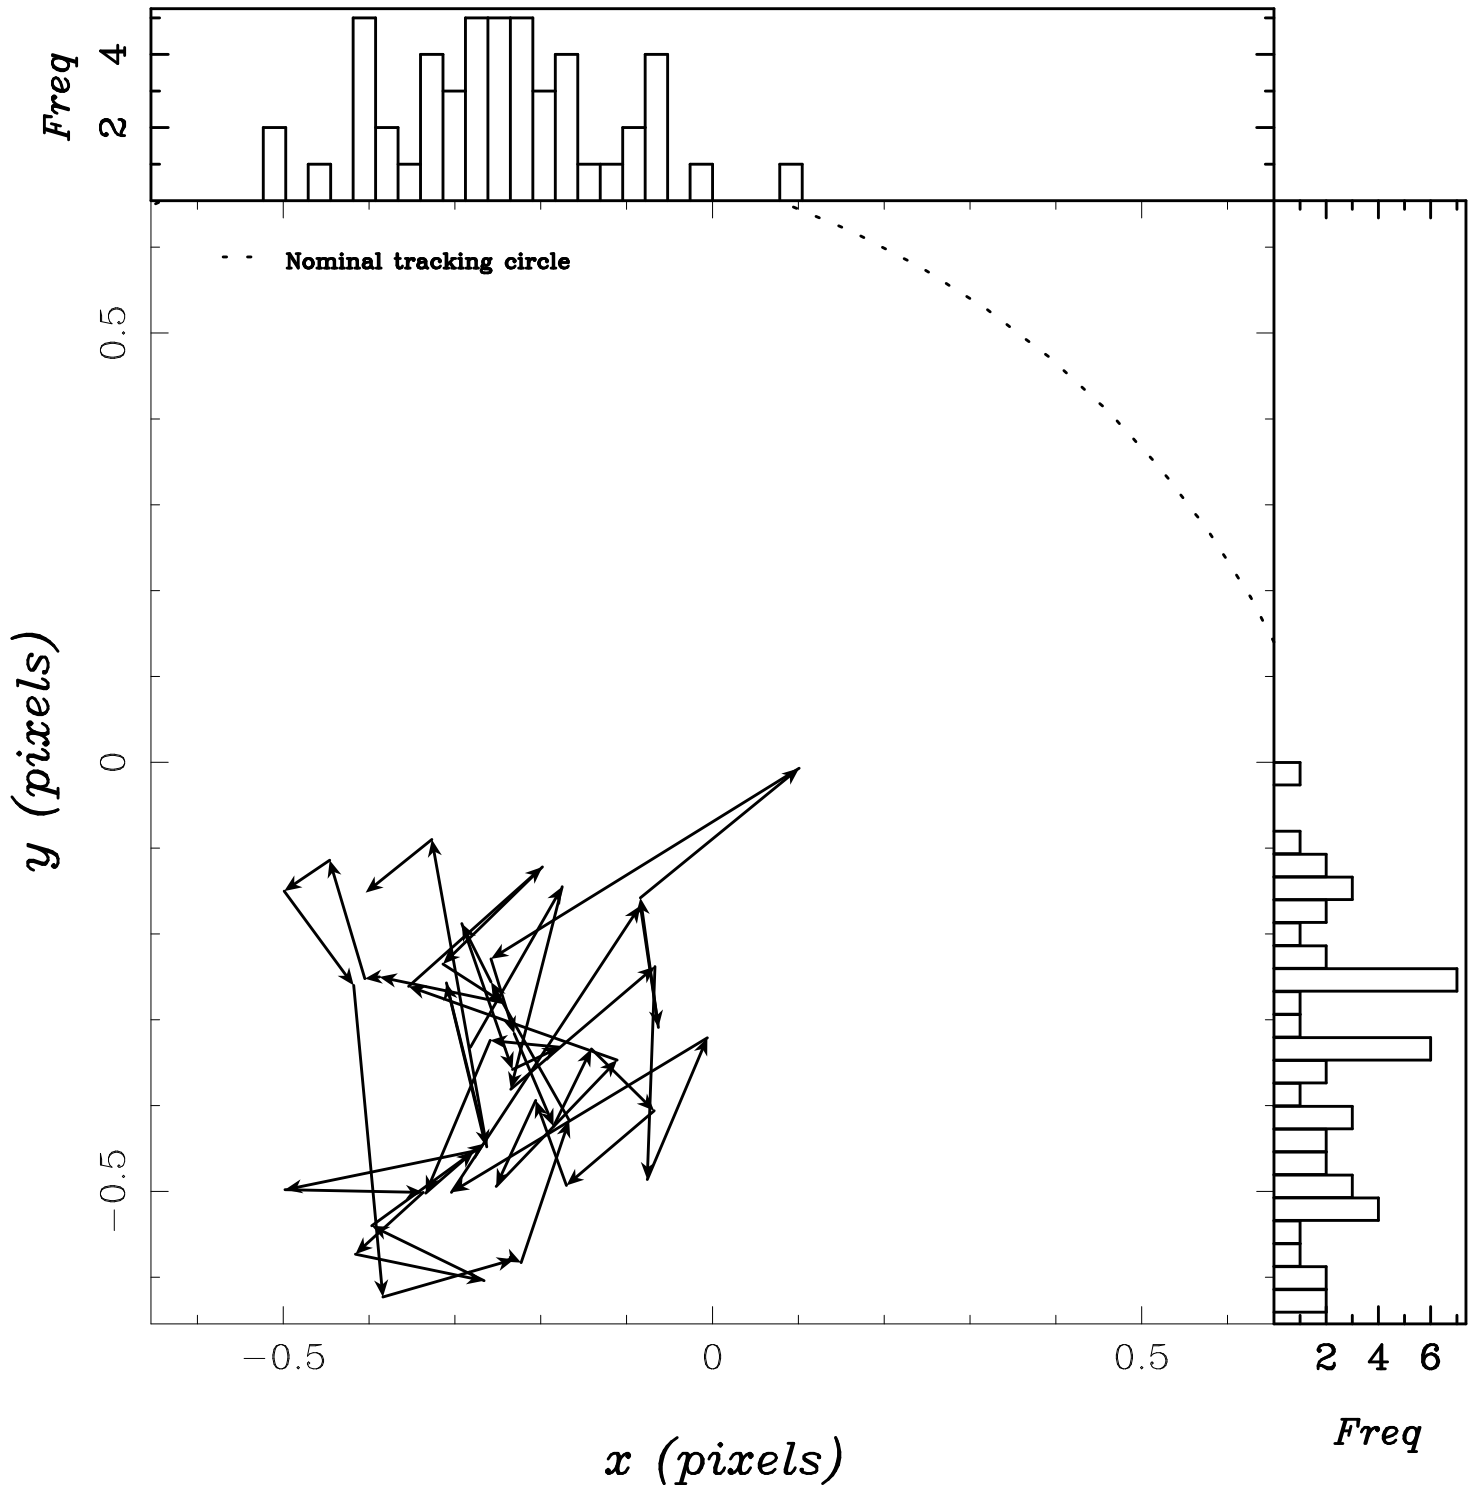 Freq
4
2
Nominal tracking circle
0.5
0
−0.5
y (pixels)
−0.5 0 0.5
2 4 6
Freq
x (pixels)